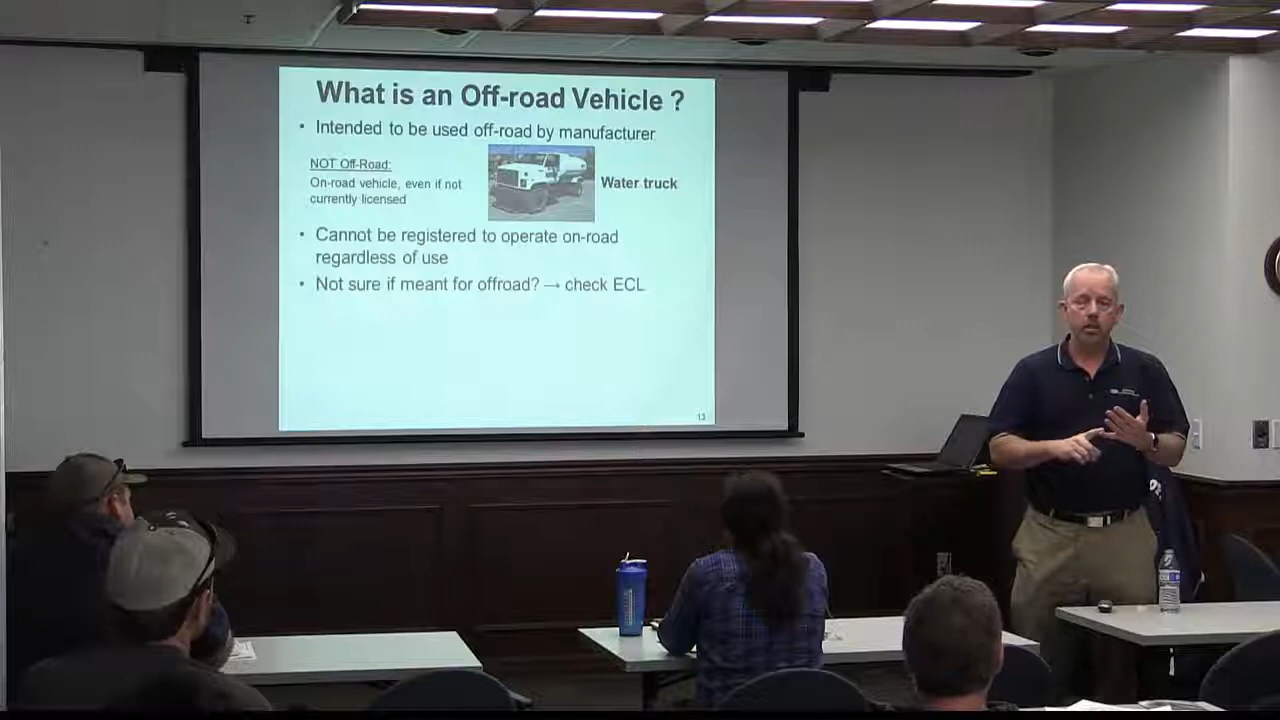 What is an Off-road Vehicle ?
• Intended to be used off-road by manufacturer
NOT Off-Road:
On-road vehicle, even if not
currently licensed
Water truck
• Cannot be registered to operate on-road
regardless of use
• Not sure if meant for offroad? → check ECL
13